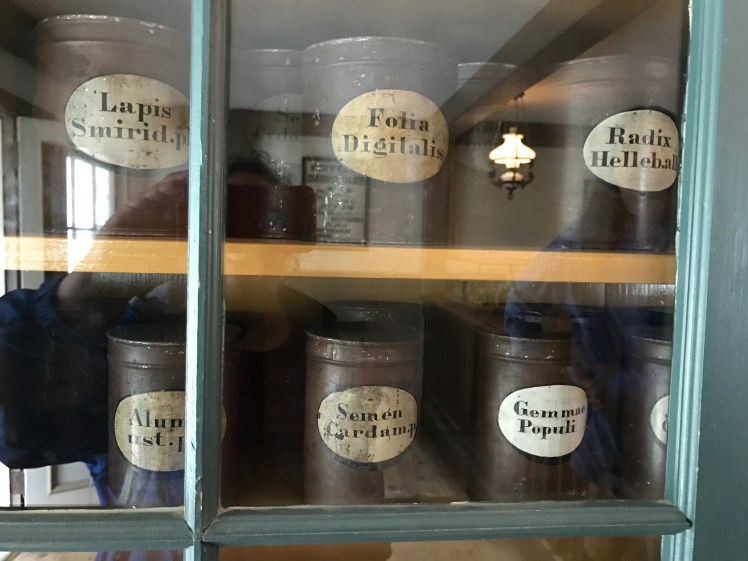 Lapis
Smirid.p
Folia
Digitalis
Radix
Helleb.alb
Alum
ust.p
Semen
Cardam.p
Gemmae
Populi